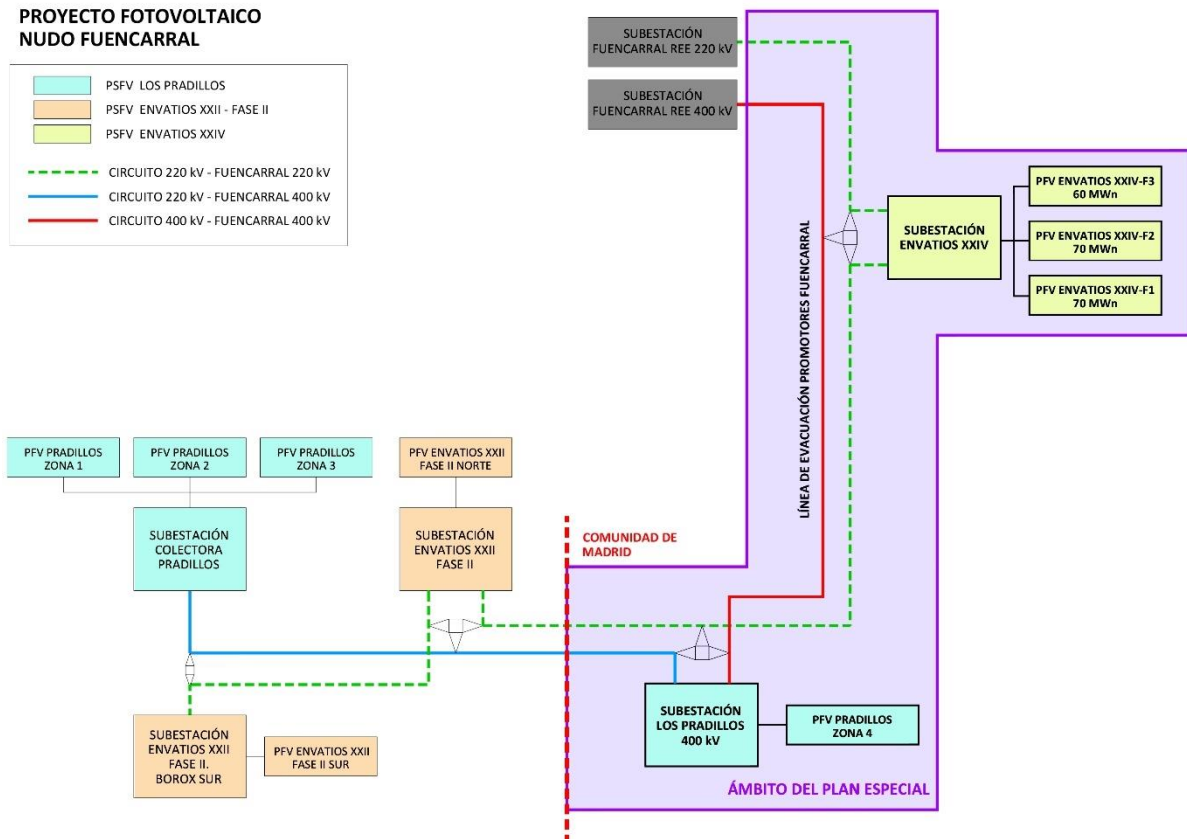 PROYECTO FOTOVOLTAICO
NUDO FUENCARRAL
PSFV LOS PRADILLOS
PSFV ENVATIOS XXII - FASE II
PSFV ENVATIOS XXIV
CIRCUITO 220 kV - FUENCARRAL 220 kV
CIRCUITO 220 kV - FUENCARRAL 400 kV
CIRCUITO 400 kV - FUENCARRAL 400 kV
SUBESTACIÓN
FUENCARRAL REE 220 kV
SUBESTACIÓN
FUENCARRAL REE 400 kV
SUBESTACIÓN
ENVATIOS XXIV
PFV ENVATIOS XXIV-F3
60 MWn
PFV ENVATIOS XXIV-F2
70 MWn
PFV ENVATIOS XXIV-F1
70 MWn
LÍNEA DE EVACUACIÓN PROMOTORES FUENCARRAL
PFV PRADILLOS
ZONA 1
PFV PRADILLOS
ZONA 2
PFV PRADILLOS
ZONA 3
PFV ENVATIOS XXII
FASE II NORTE
SUBESTACIÓN
COLECTORA
PRADILLOS
SUBESTACIÓN
ENVATIOS XXII
FASE II
COMUNIDAD DE
MADRID
SUBESTACIÓN
ENVATIOS XXII
FASE II.
BOROX SUR
PFV ENVATIOS XXII
FASE II SUR
SUBESTACIÓN
LOS PRADILLOS
400 kV
PFV PRADILLOS
ZONA 4
ÁMBITO DEL PLAN ESPECIAL